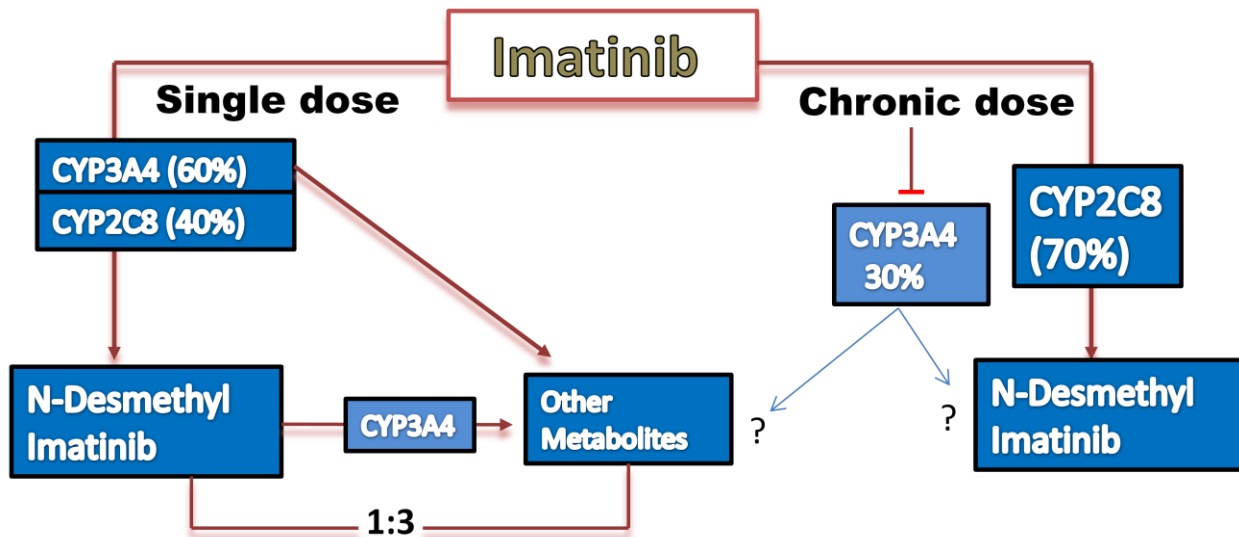 Imatinib
Single dose
Chronic dose
CYP3A4 (60%)
CYP2C8 (40%)
CYP3A4
30%
CYP2C8
(70%)
N-Desmethyl
Imatinib
CYP3A4
Other
Metabolites
?
?
N-Desmethyl
Imatinib
1:3